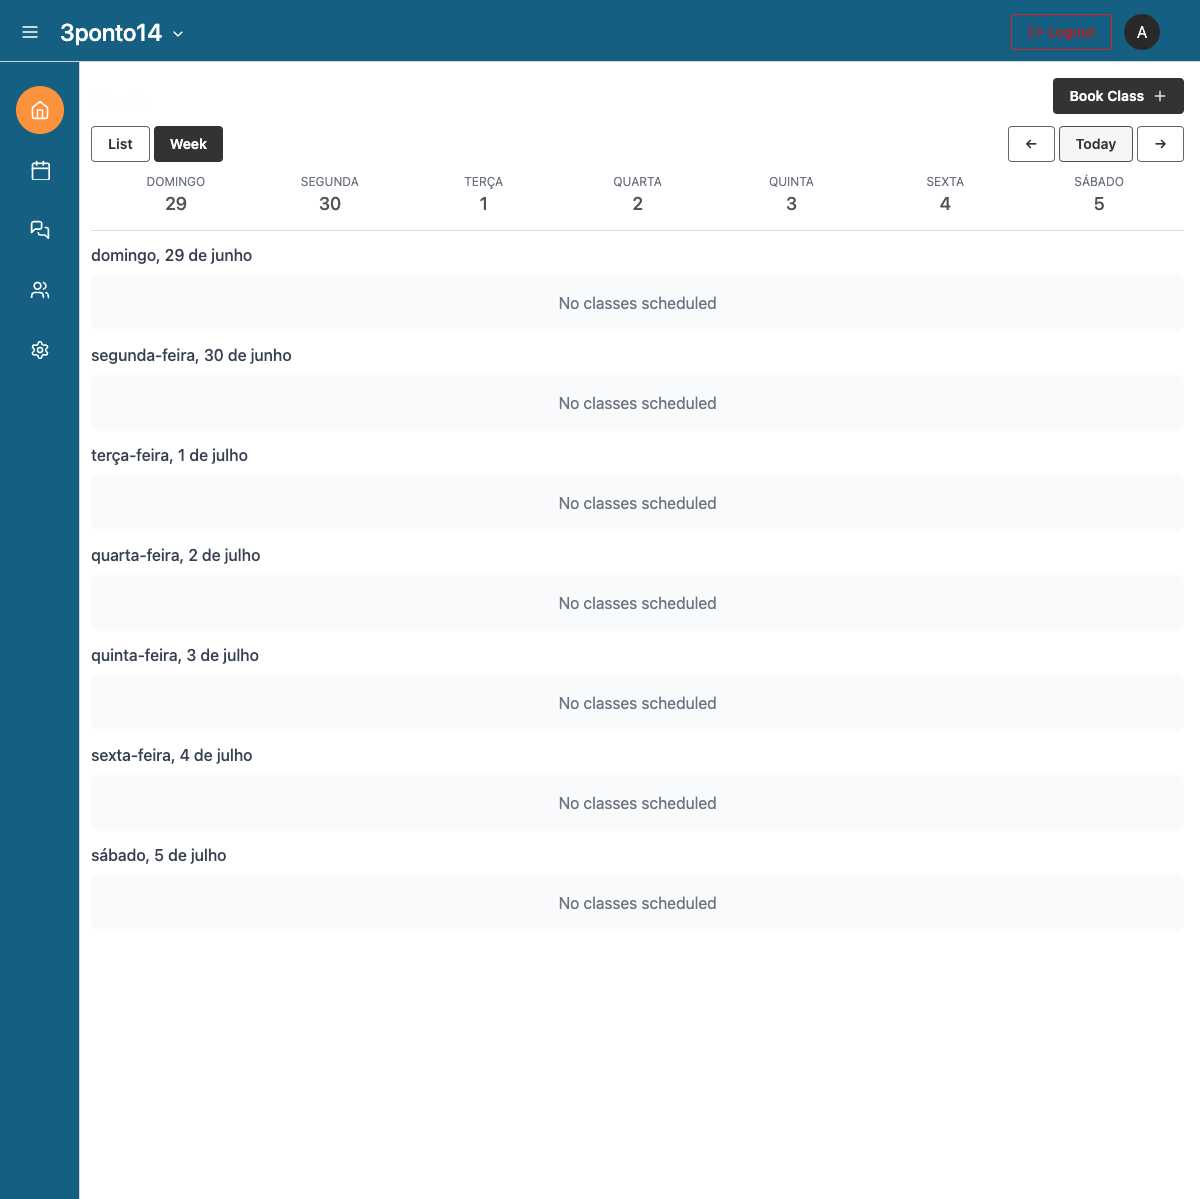 3ponto14
Logout
A
Book Class
List
Week
Today
DOMINGO
29
SEGUNDA
30
TERÇA
1
QUARTA
2
QUINTA
3
SEXTA
4
SÁBADO
5
domingo, 29 de junho
No classes scheduled
segunda-feira, 30 de junho
No classes scheduled
terça-feira, 1 de julho
No classes scheduled
quarta-feira, 2 de julho
No classes scheduled
quinta-feira, 3 de julho
No classes scheduled
sexta-feira, 4 de julho
No classes scheduled
sábado, 5 de julho
No classes scheduled